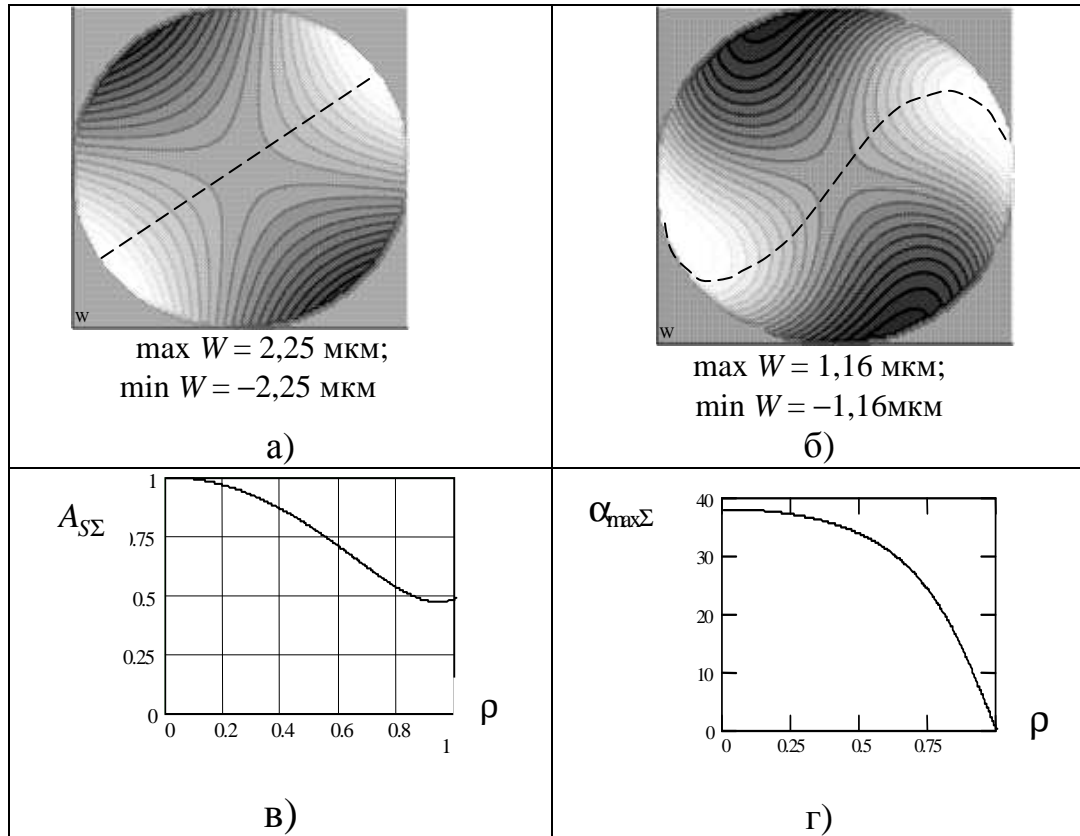 w
max W = 2,25 мкм;
min W = −2,25 мкм
а)
w
max W = 1,16 мкм;
min W = −1,16мкм
б)
A_SΣ
1
).75
0.5
0.25
0
0 0.2 0.4 0.6 0.8 1
ρ
в)
α_maxΣ
40
30
20
10
0
0 0.25 0.5 0.75
ρ
г)